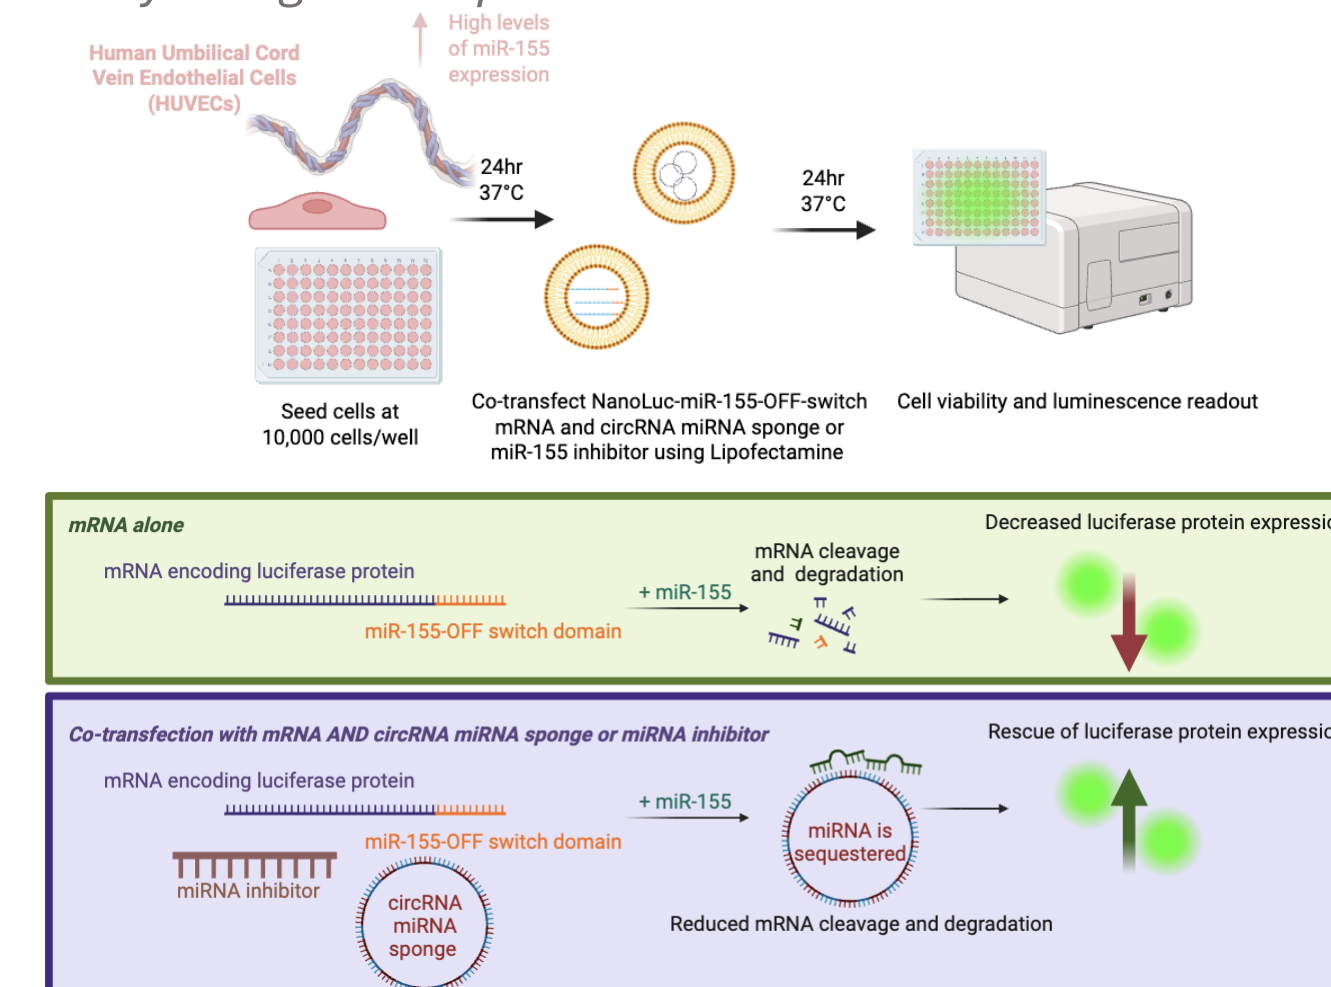 High levels
of miR-155
expression
Human Umbilical Cord
Vein Endothelial Cells
(HUVECs)
24hr
37°C
24hr
37°C
Seed cells at
10,000 cells/well
Co-transfect NanoLuc-miR-155-OFF-switch
mRNA and circRNA miRNA sponge or
miR-155 inhibitor using Lipofectamine
Cell viability and luminescence readout
mRNA alone
mRNA encoding luciferase protein
miR-155-OFF switch domain
+ miR-155
mRNA cleavage
and degradation
Decreased luciferase protein expressio
Co-transfection with mRNA AND circRNA miRNA sponge or miRNA inhibitor
mRNA encoding luciferase protein
miR-155-OFF switch domain
miRNA inhibitor
circRNA
miRNA
sponge
+ miR-155
miRNA is
sequestered
Reduced mRNA cleavage and degradation
Rescue of luciferase protein expressio